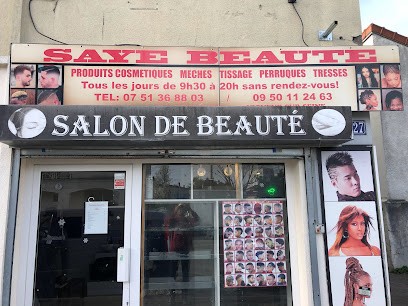 SAYE BEAUTE
PRODUITS COSMETIQUES MECHES TISSAGE PERRUQUES TRESSES
Tous les jours de 9h30 à 20h sans rendez-vous!
TEL: 07 51 36 88 03 / 09 50 11 24 63
SALON DE BEAUTÉ
27